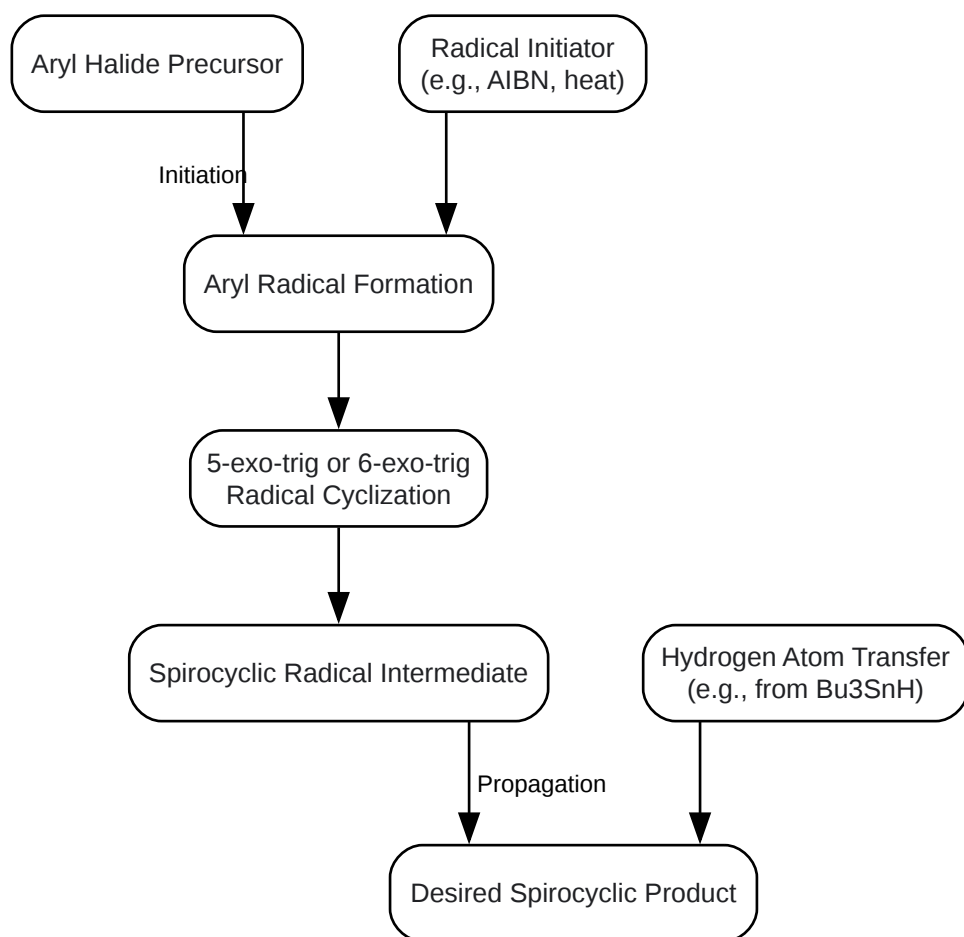 Aryl Halide Precursor
Radical Initiator
(e.g., AIBN, heat)
Initiation
Aryl Radical Formation
5-exo-trig or 6-exo-trig
Radical Cyclization
Spirocyclic Radical Intermediate
Hydrogen Atom Transfer
(e.g., from Bu3SnH)
Propagation
Desired Spirocyclic Product